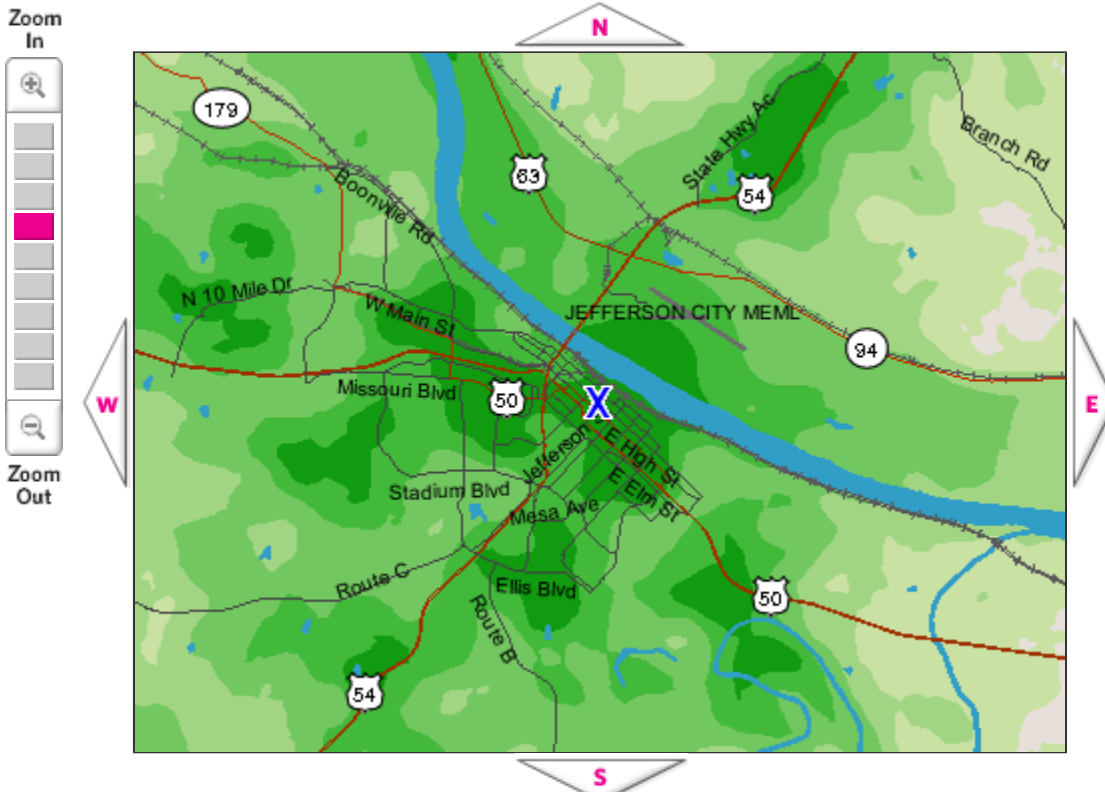 Zoom
In
N
179
State Hwy Ac
Branch Rd
63
54
Boonville Rd
N 10 Mile Dr
W Main St
JEFFERSON CITY MEML
94
W
Missouri Blvd
50
X
E
Jefferson
E High St
Zoom
Out
Stadium Blvd
E Elm St
Mesa Ave
Route C
Ellis Blvd
50
Route B
54
S